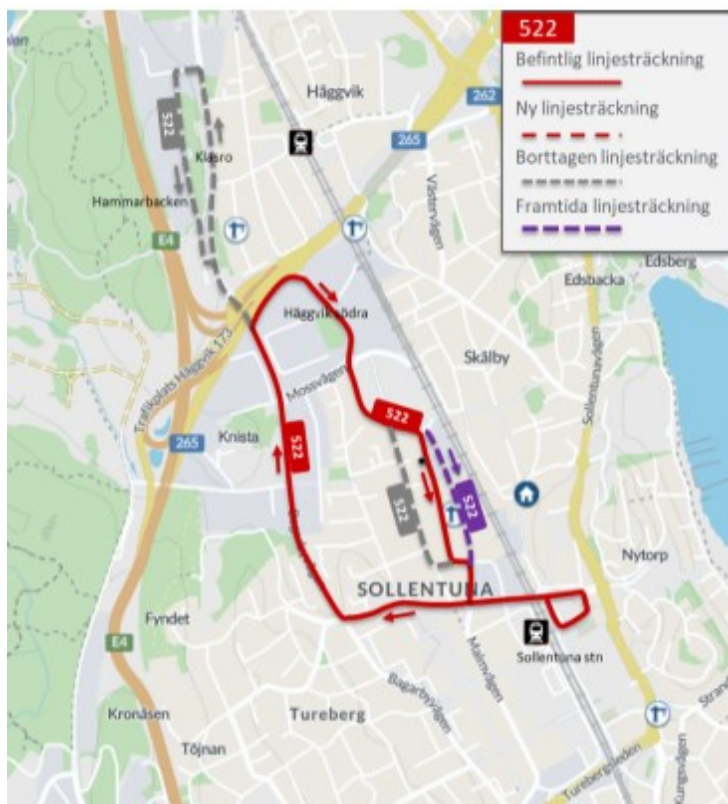 522
Befintlig linjesträckning
Ny linjesträckning
Borttagen linjesträckning
Framtida linjesträckning
262
Häggvik
265
522
Klasro
Västervägen
Hammarbacken
E4
Edsberg
Edsbacka
Häggvik södra
Skälby
Sollentunavägen
Trafikplats Häggvik 173
Mossvägen
522
265
Knista
522
522
522
Nytorp
SOLLENTUNA
Fyndet
E4
Sollentuna stn
Malmvägen
Bagarbyvägen
Kronåsen
Tureberg
Töjnan
Turebergsleden